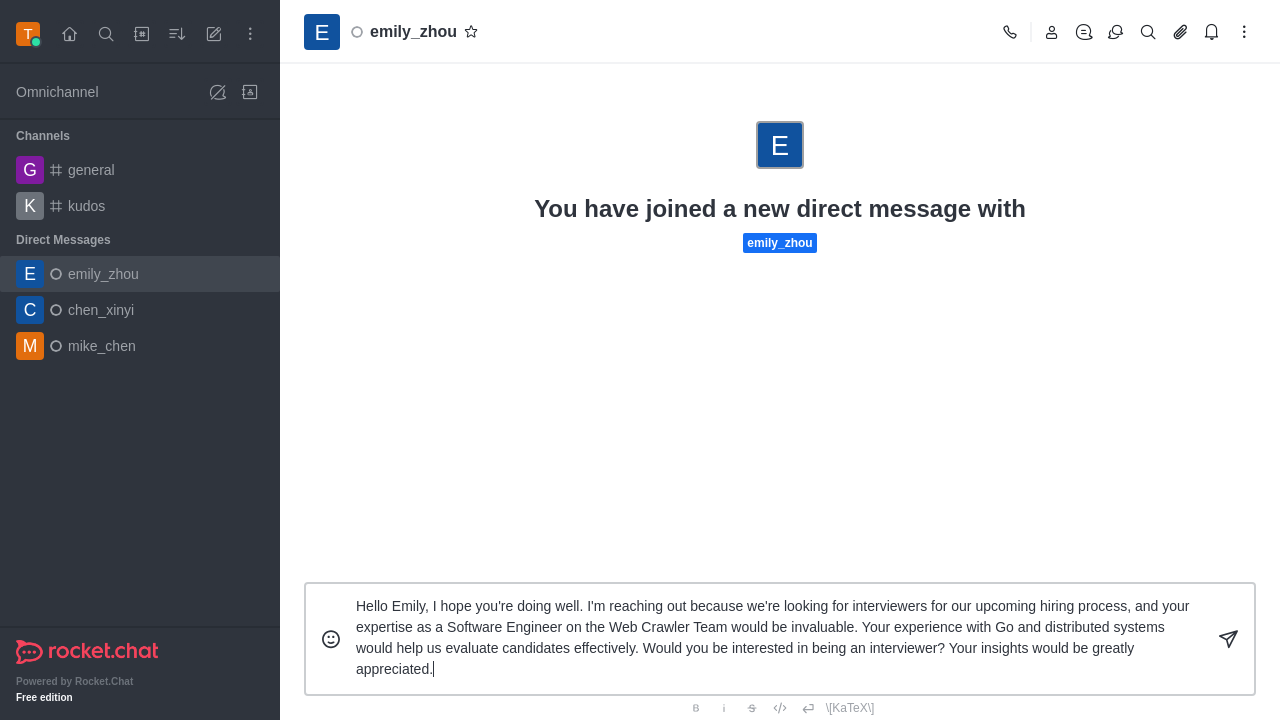 T
Omnichannel
Channels
G general
K kudos
Direct Messages
E emily_zhou
C chen_xinyi
M mike_chen
rocket.chat
Powered by Rocket.Chat
Free edition
E emily_zhou
E
You have joined a new direct message with
emily_zhou
Hello Emily, I hope you're doing well. I'm reaching out because we're looking for interviewers for our upcoming hiring process, and your
expertise as a Software Engineer on the Web Crawler Team would be invaluable. Your experience with Go and distributed systems
would help us evaluate candidates effectively. Would you be interested in being an interviewer? Your insights would be greatly
appreciated.
B i S </> \[KaTeX\]